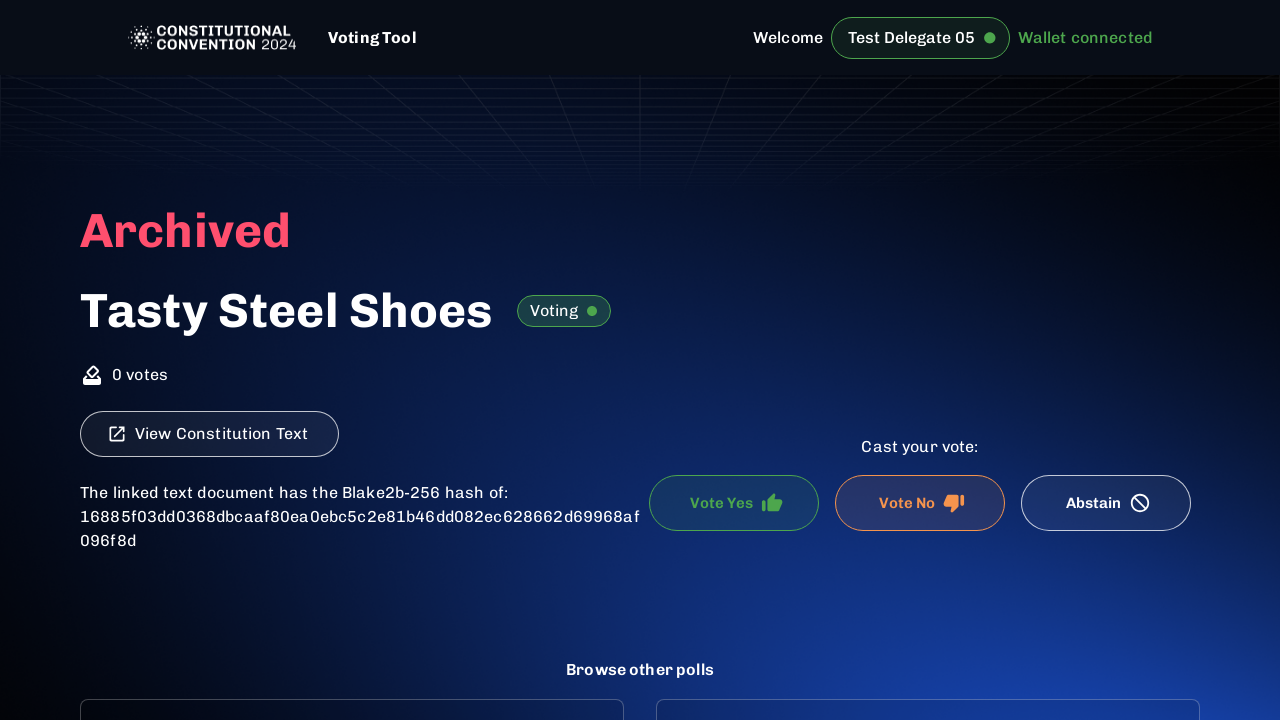 CONSTITUTIONAL
CONVENTION 2024
Voting Tool
Welcome Test Delegate 05 Wallet connected
Archived
Tasty Steel Shoes Voting
0 votes
View Constitution Text
The linked text document has the Blake2b-256 hash of:
16885f03dd0368dbcaaf80ea0ebc5c2e81b46dd082ec628662d69968af
096f8d
Cast your vote:
Vote Yes Vote No Abstain
Browse other polls